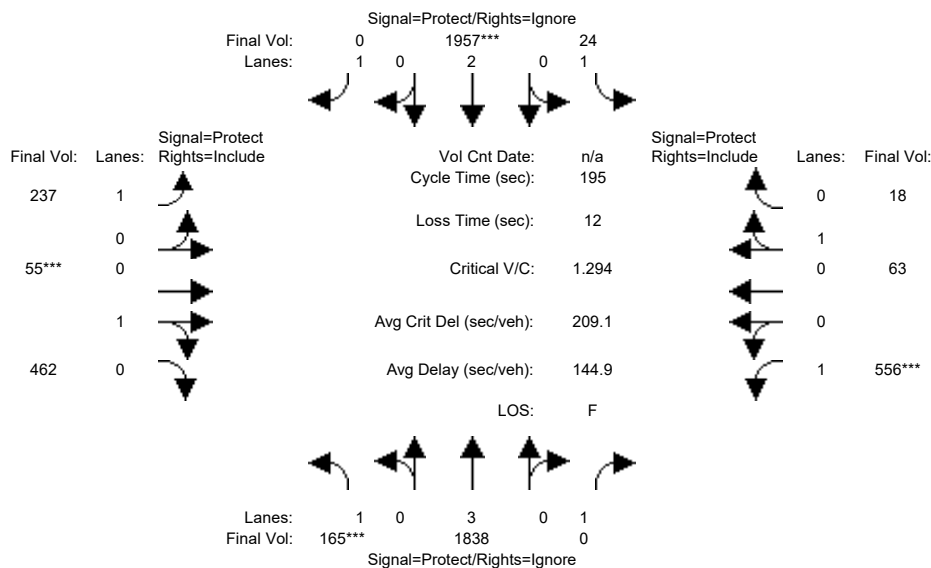 Signal=Protect/Rights=Ignore
Final Vol: 0 1957*** 24
Lanes: 1 0 2 0 1
Signal=Protect
Final Vol: Lanes: Rights=Include
Vol Cnt Date: n/a
Signal=Protect
Rights=Include Lanes: Final Vol:
Cycle Time (sec): 195
237 1
0 18
Loss Time (sec): 12
0
1
55*** 0
Critical V/C: 1.294
0 63
1
Avg Crit Del (sec/veh): 209.1
0
462 0
Avg Delay (sec/veh): 144.9
1 556***
LOS: F
Lanes: 1 0 3 0 1
Final Vol: 165*** 1838 0
Signal=Protect/Rights=Ignore